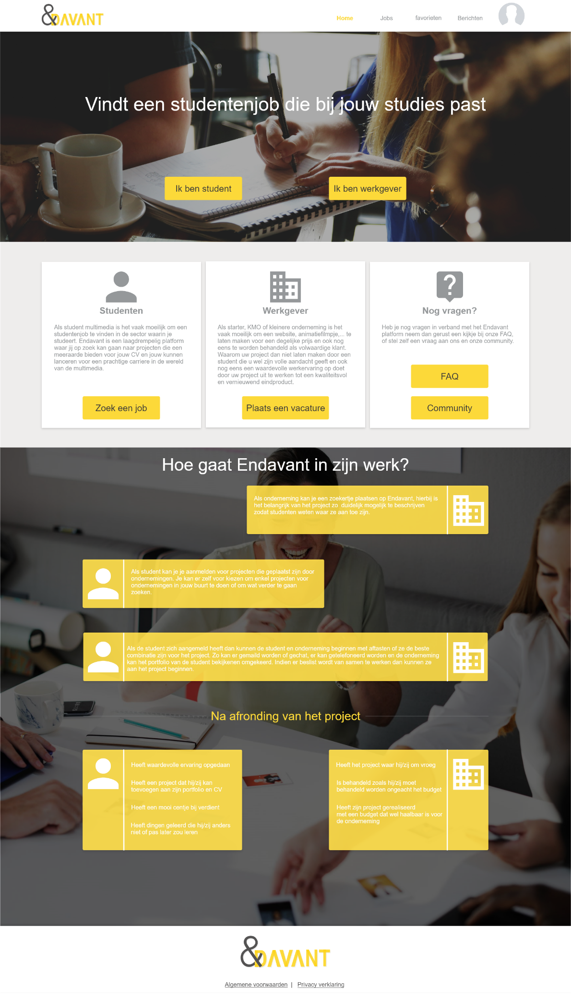 &DAVANT
Home Jobs favorieten Berichten
Vindt een studentenjob die bij jouw studies past
Ik ben student
Ik ben werkgever
Studenten
Als student multimedia is het vaak moeilijk om een
studentenjob te vinden in de sector waarin je
studeert. Endavant is een laagdrempelig platform
waar jij op zoek kan gaan naar projecten die een
meeraarde bieden voor jouw CV en jouw kunnen
lanceren voor een prachtige carriere in de wereld
van de multimedia.
Zoek een job
Werkgever
Als starter, KMO of kleinere onderneming is het
vaak moeilijk om een website, animatiefilmpje,... te
laten maken voor een degelijke prijs en ook nog
eens te worden behandeld als volwaardige klant.
Waarom uw project dan niet laten maken door een
student die u wel zijn volle aandacht geeft en ook
nog eens een waardevolle werkervaring op doet
door uw project uit te werken tot een kwaliteitsvol
en vernieuwend eindproduct.
Plaats een vacature
Nog vragen?
Heb je nog vragen in verband met het Endavant
platform neem dan gerust een kijkje bij onze FAQ,
of stel zelf een vraag aan ons en onze community.
FAQ
Community
Hoe gaat Endavant in zijn werk?
Als onderneming kan je een zoekertje plaatsen op Endavant, hierbij is
het belangrijk van het project zo duidelijk mogelijk te beschrijven
zodat studenten weten waar ze aan toe zijn.
Als student kan je je aanmelden voor projecten die geplaatst zijn door
ondernemingen. Je kan er zelf voor kiezen om enkel projecten voor
ondernemingen in jouw buurt te doen of om wat verder te gaan
zoeken.
Als de student zich aangemeld heeft dan kunnen de student en onderneming beginnen met aftasten of ze de beste
combinatie zijn voor het project. Zo kan er gemaild worden of gechat, er kan getelefoneerd worden en de onderneming
kan het portfolio van de student bekijkenen omgekeerd. Indien er beslist wordt van samen te werken dan kunnen ze
aan het project beginnen.
Na afronding van het project
Heeft waardevolle ervaring opgedaan
Heeft een project dat hij/zij kan
toevoegen aan zijn portfolio en CV
Heeft een mooi centje bij verdient
Heeft dingen geleerd die hij/zij anders
niet of pas later zou leren
Heeft het project waar hij/zij om vroeg
Is behandeld zoals hij/zij moet
behandeld worden ongeacht het budget
Heeft zijn project gerealiseerd
met een budget dat wel haalbaar is voor
de onderneming
&DAVANT
Algemene voorwaarden | Privacy verklaring